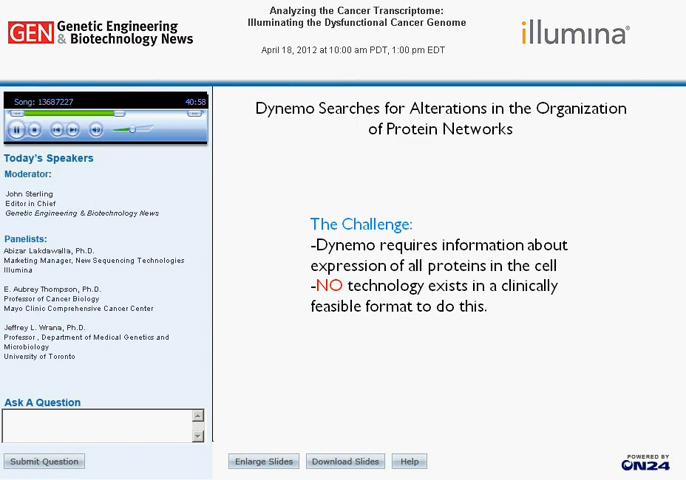 GEN Genetic Engineering
& Biotechnology News
Analyzing the Cancer Transcriptome:
Illuminating the Dysfunctional Cancer Genome
April 18, 2012 at 10:00 am PDT, 1:00 pm EDT
illumina®
Song: 13687227 40:58
Today's Speakers
Moderator:
John Sterling
Editor in Chief
Genetic Engineering & Biotechnology News
Panelists:
Abizar Lakdawalla, Ph.D.
Marketing Manager, New Sequencing Technologies
Illumina
E. Aubrey Thompson, Ph.D.
Professor of Cancer Biology
Mayo Clinic Comprehensive Cancer Center
Jeffrey L. Wrana, Ph.D.
Professor , Department of Medical Genetics and
Microbiology
University of Toronto
Ask A Question
Submit Question
Dynemo Searches for Alterations in the Organization
of Protein Networks
The Challenge:
-Dynemo requires information about
expression of all proteins in the cell
-NO technology exists in a clinically
feasible format to do this.
Enlarge Slides Download Slides Help
POWERED BY
ON24